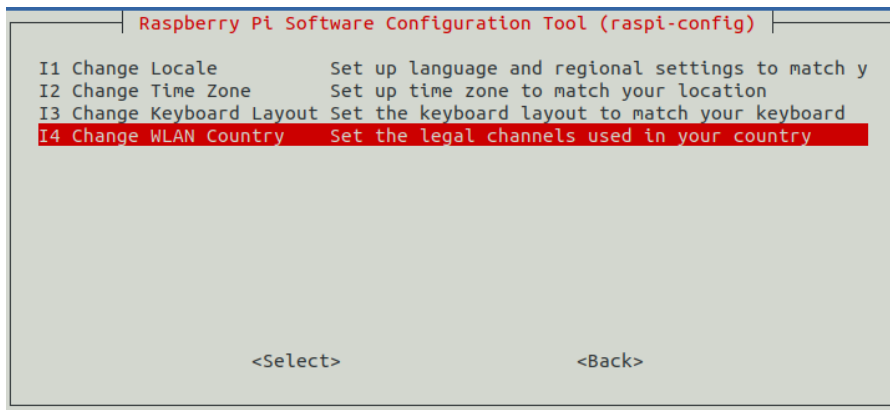 Raspberry Pi Software Configuration Tool (raspi-config)
I1 Change Locale Set up language and regional settings to match y
I2 Change Time Zone Set up time zone to match your location
I3 Change Keyboard Layout Set the keyboard layout to match your keyboard
I4 Change WLAN Country Set the legal channels used in your country
<Select> <Back>